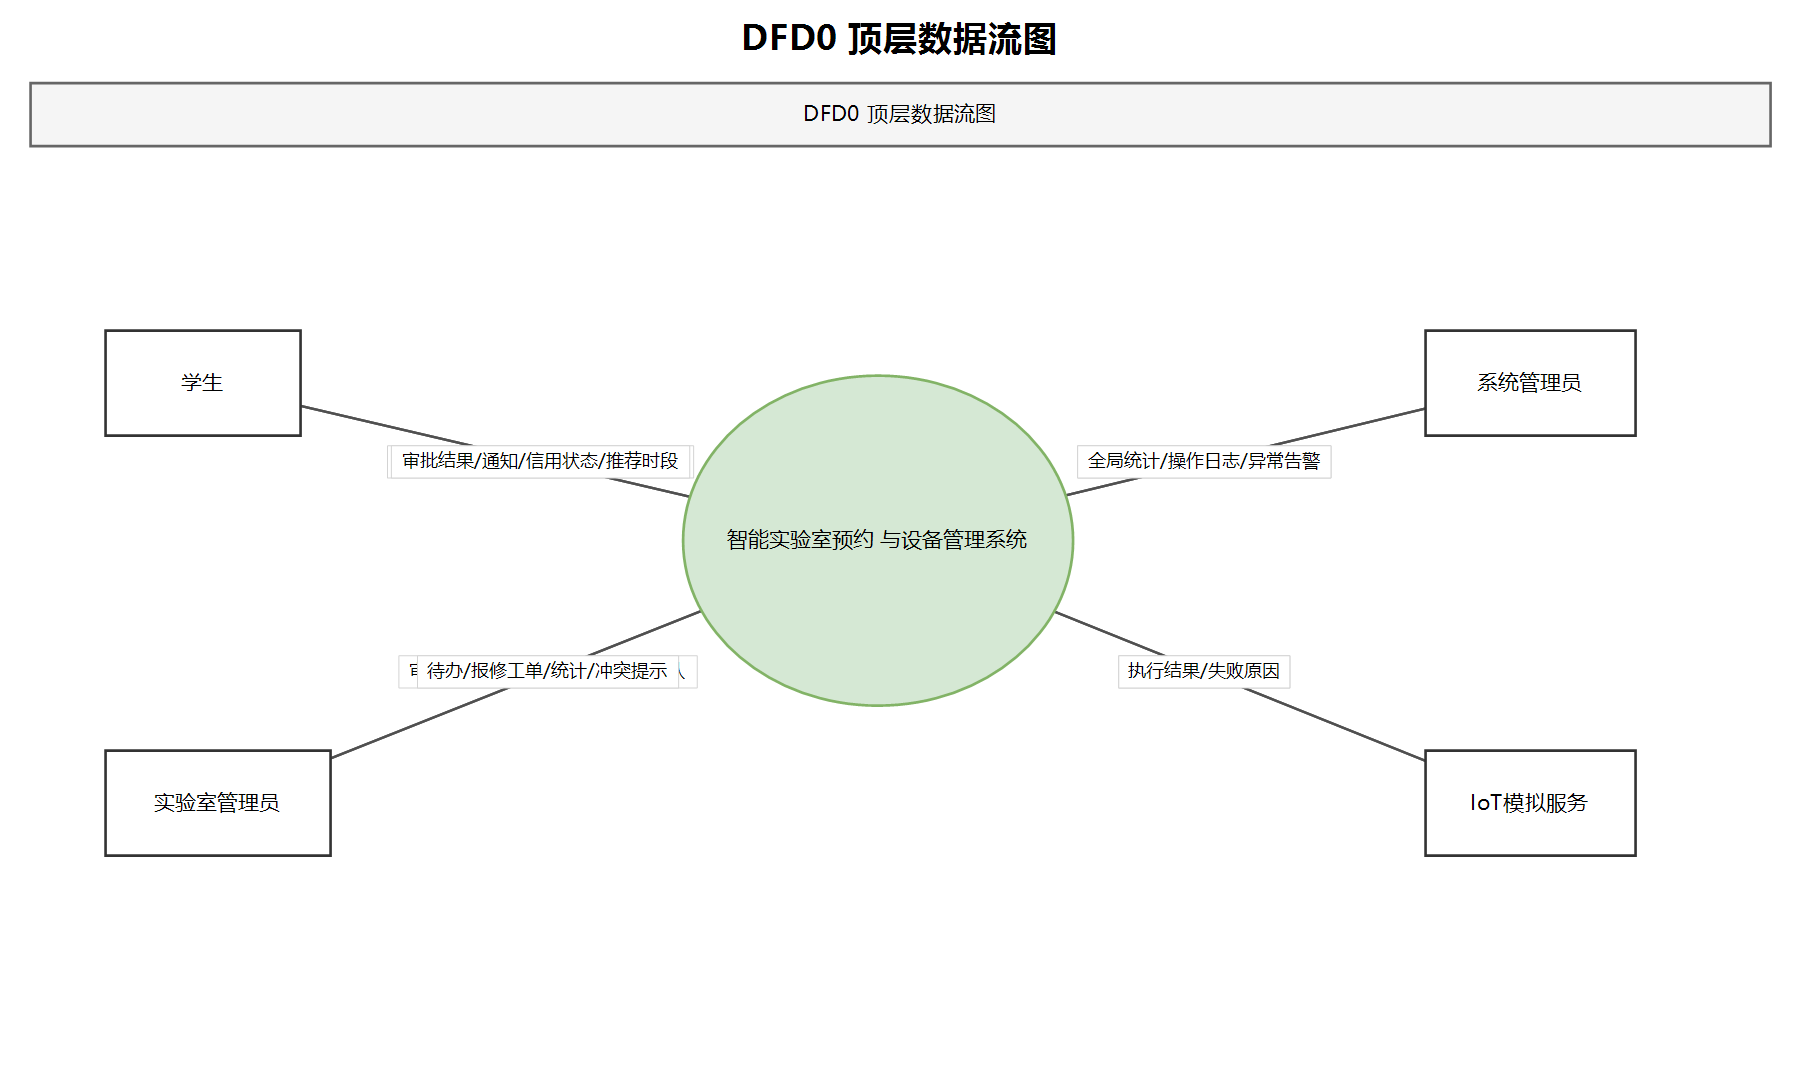 DFD0 顶层数据流图
DFD0 顶层数据流图
学生
系统管理员
审批结果/通知/信用状态/推荐时段
全局统计/操作日志/异常告警
智能实验室预约 与设备管理系统
待办/报修工单/统计/冲突提示
执行结果/失败原因
实验室管理员
IoT模拟服务